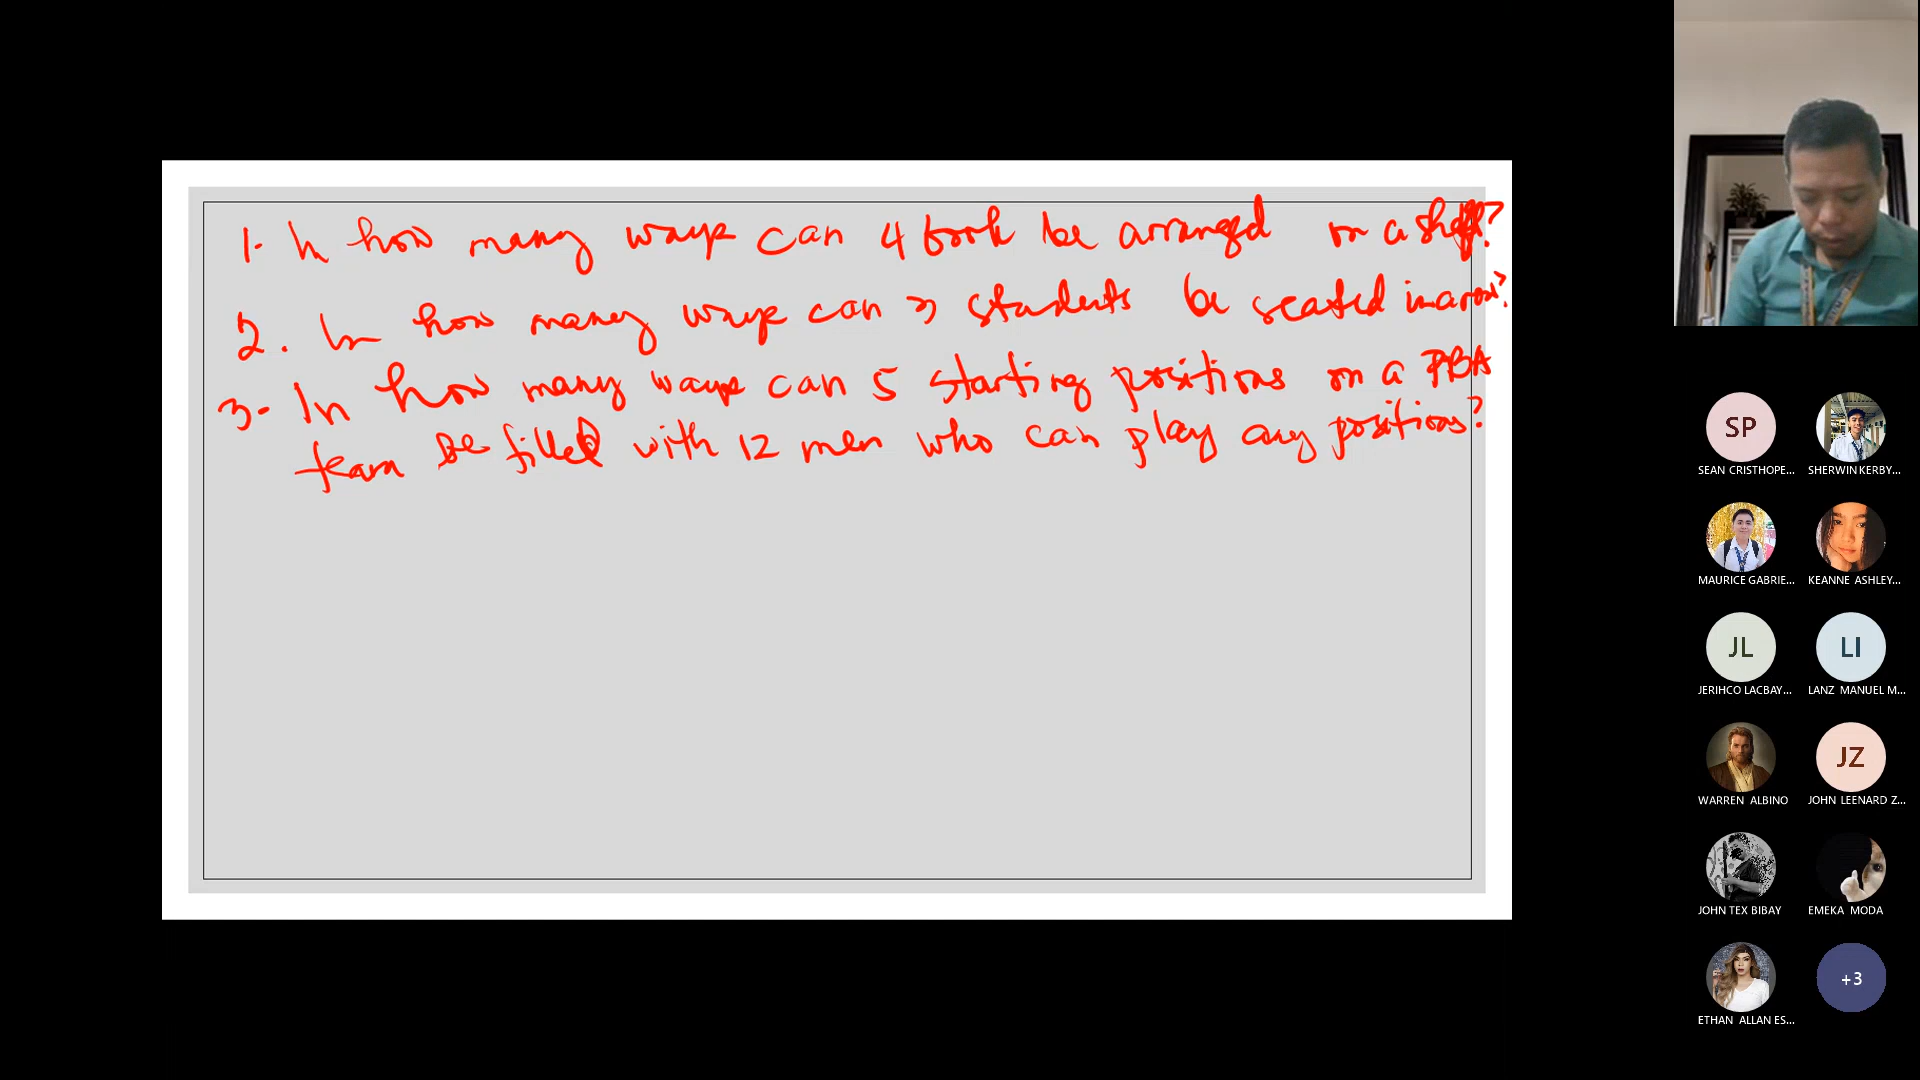 1. In how many ways can 4 book be arranged on a shelf?
2. In how many ways can students be seated in a row?
3. In how many ways can 5 starting positions on a PBA
team be filled with 12 men who can play any positions?
SP
SEAN CRISTHOPE...
SHERWIN KERBY...
MAURICE GABRIE...
KEANNE ASHLEY...
JL
LI
JERIHCO LACBAY...
LANZ MANUEL M...
JZ
WARREN ALBINO
JOHN LEENARD Z...
JOHN TEX BIBAY
EMEKA MODA
+3
ETHAN ALLAN ES...